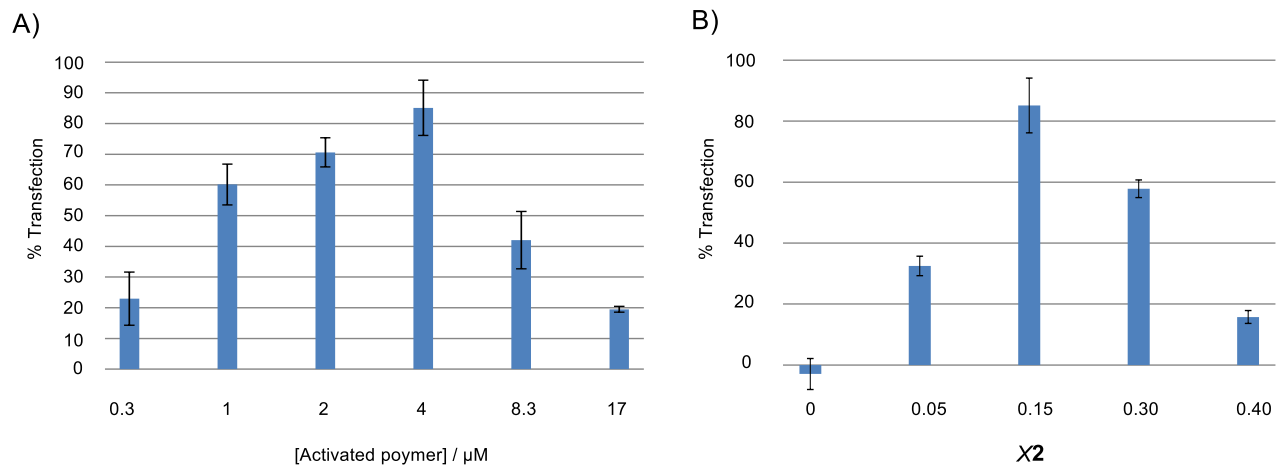 A)
100
90
80
70
60
50
40
30
20
10
0
% Transfection
0.3 1 2 4 8.3 17
[Activated poymer] / µM
B)
100
80
60
40
20
0
% Transfection
0 0.05 0.15 0.30 0.40
X2